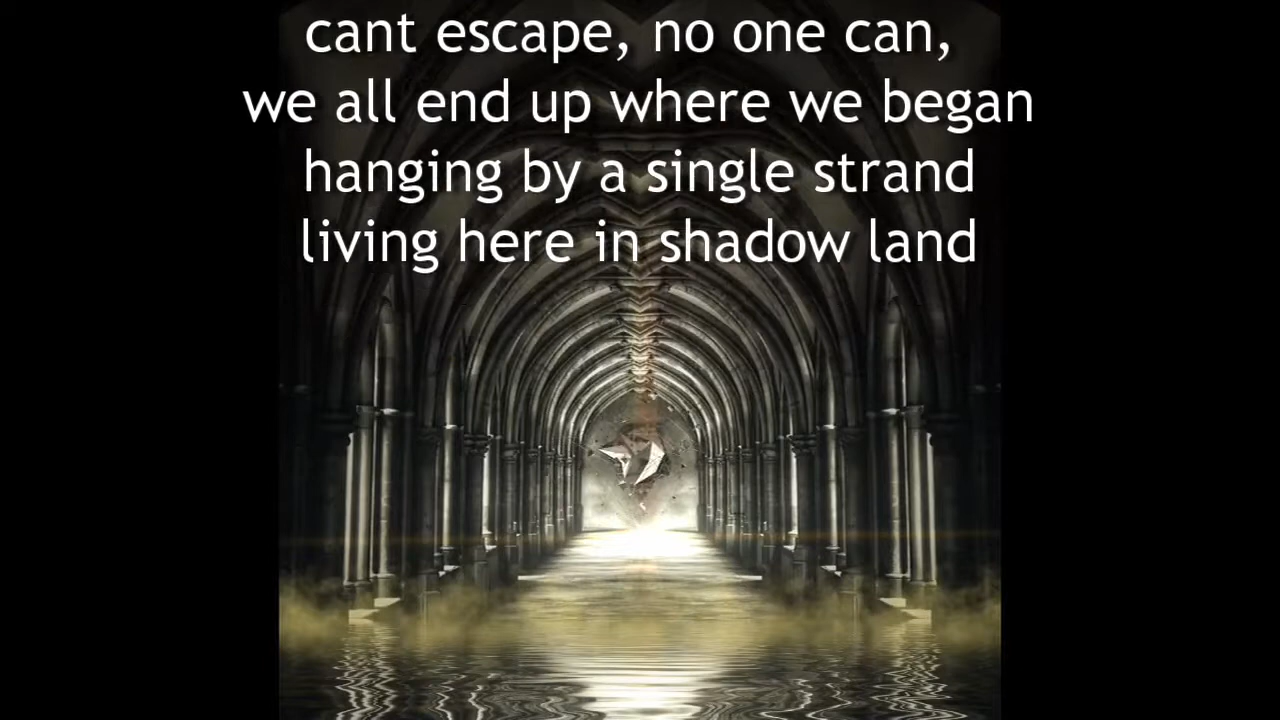 cant escape, no one can,
we all end up where we began
hanging by a single strand
living here in shadow land